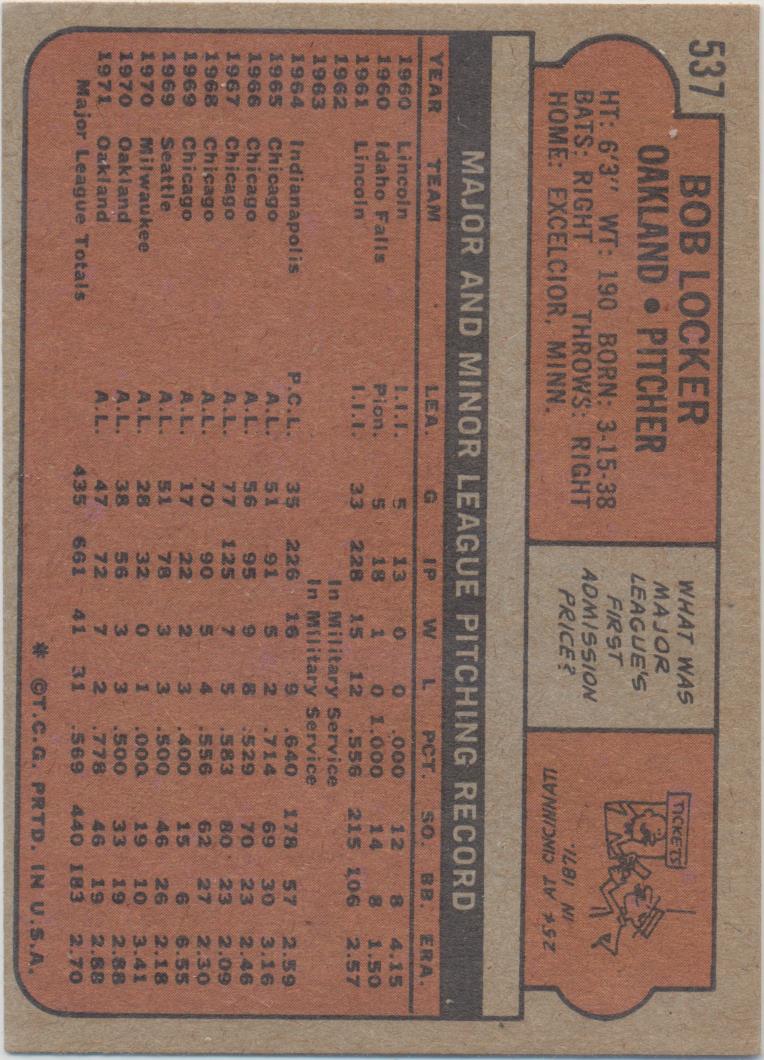 537
BOB LOCKER
OAKLAND • PITCHER
HT: 6'3" WT: 190 BORN: 3-15-38
BATS: RIGHT THROWS: RIGHT
HOME: EXCELCIOR, MINN.
WHAT WAS
MAJOR
LEAGUE'S
FIRST
ADMISSION
PRICE?
TICKETS
25¢ AT CINCINNATI
IN 1871.
MAJOR AND MINOR LEAGUE PITCHING RECORD
YEAR TEAM LEA. G IP W L PCT. SO. BB. ERA.
1960 Lincoln I.I.I. 5 13 0 0 .000 12 8 4.15
1960 Idaho Falls Pion. 5 18 1 0 1.000 14 8 1.50
1961 Lincoln I.I.I. 33 228 15 12 .556 215 106 2.57
1962 In Military Service
1963 In Military Service
1964 Indianapolis P.C.L. 35 226 16 9 .640 178 57 2.59
1965 Chicago A.L. 51 91 5 2 .714 69 30 3.16
1966 Chicago A.L. 56 95 9 8 .529 70 23 2.46
1967 Chicago A.L. 77 125 7 5 .583 80 23 2.09
1968 Chicago A.L. 70 90 5 4 .556 62 27 2.30
1969 Chicago A.L. 17 22 2 3 .400 15 6 6.55
1969 Seattle A.L. 51 78 3 3 .500 46 26 2.18
1970 Milwaukee A.L. 28 32 0 1 .000 19 10 3.41
1970 Oakland A.L. 38 56 3 3 .500 33 19 2.88
1971 Oakland A.L. 47 72 7 2 .778 46 19 2.88
Major League Totals 435 661 41 31 .569 440 183 2.70
* ©T.C.G. PRTD. IN U.S.A.